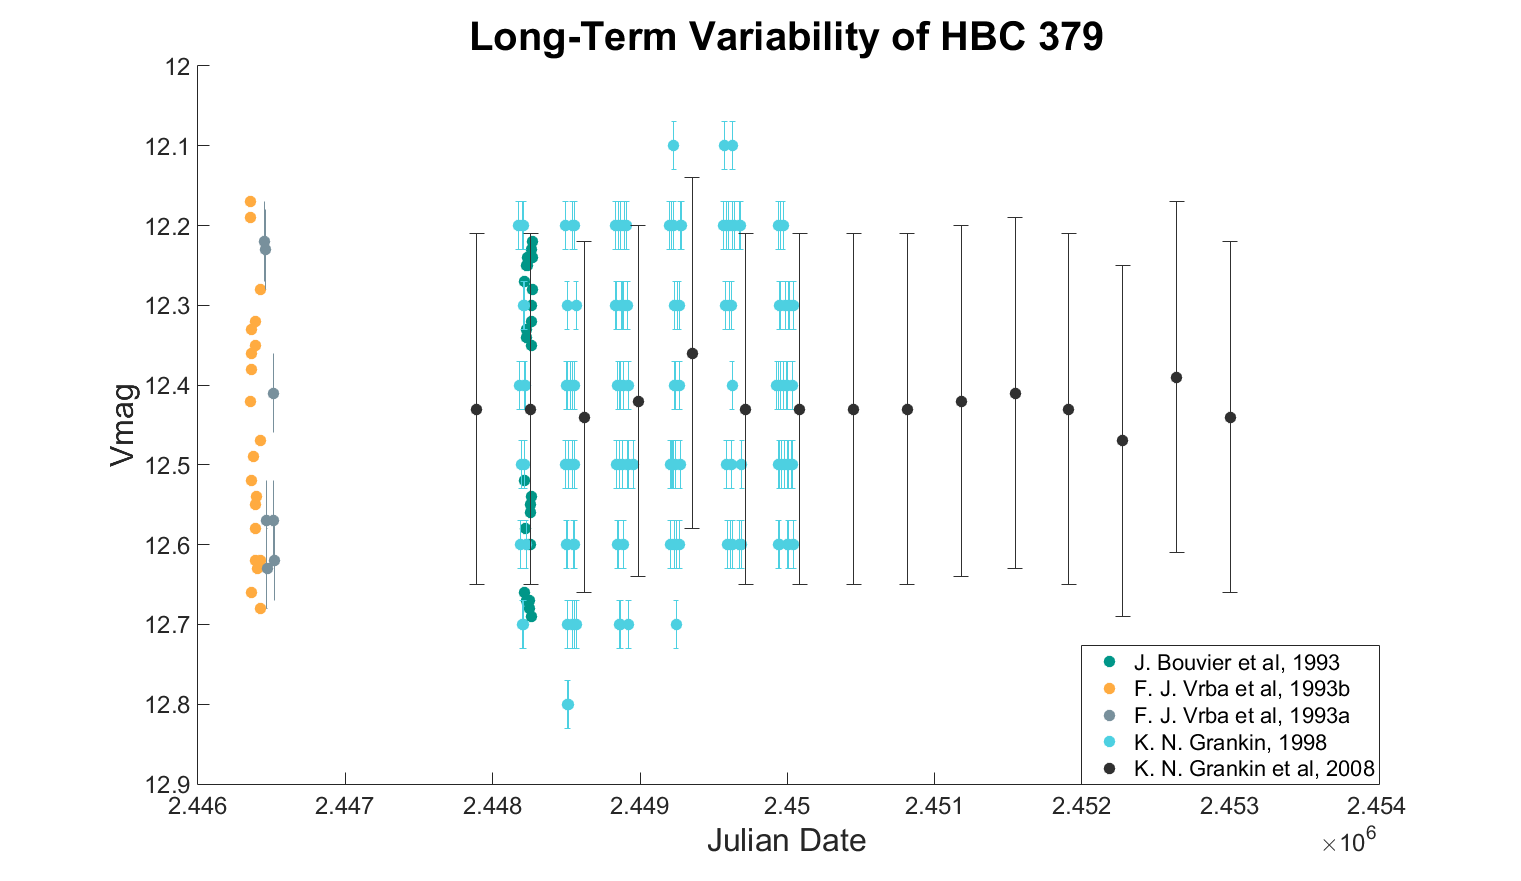 Long-Term Variability of HBC 379
12
12.1
12.2
12.3
12.4
12.5
12.6
12.7
12.8
12.9
Vmag
J. Bouvier et al, 1993
F. J. Vrba et al, 1993b
F. J. Vrba et al, 1993a
K. N. Grankin, 1998
K. N. Grankin et al, 2008
2.446 2.447 2.448 2.449 2.45 2.451 2.452 2.453 2.454
Julian Date
×10⁶